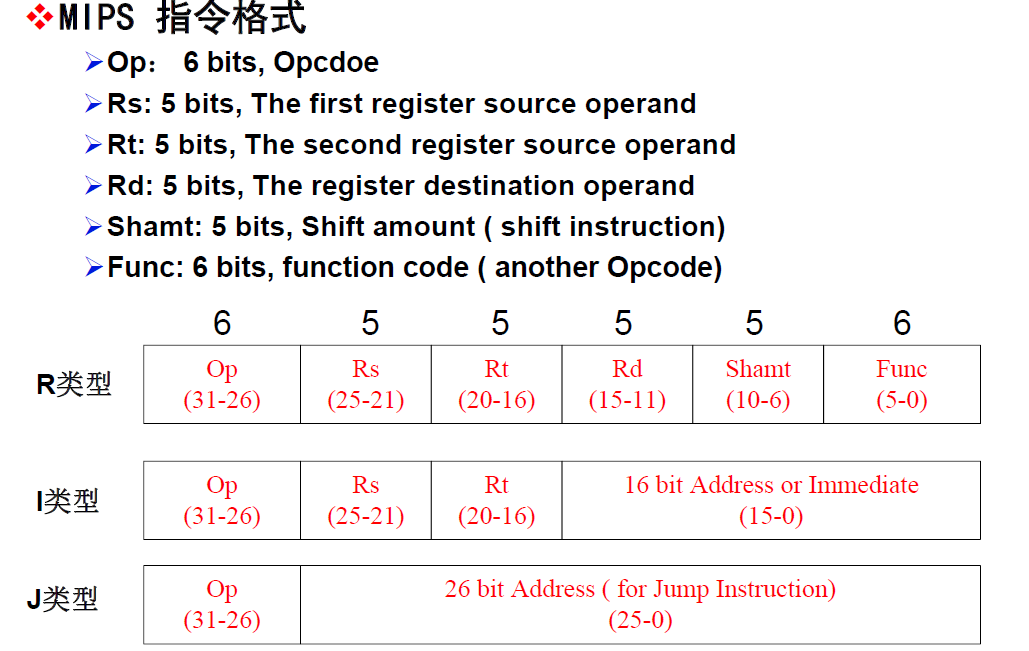 MIPS 指令格式
Op： 6 bits, Opcdoe
Rs: 5 bits, The first register source operand
Rt: 5 bits, The second register source operand
Rd: 5 bits, The register destination operand
Shamt: 5 bits, Shift amount ( shift instruction)
Func: 6 bits, function code ( another Opcode)
6 5 5 5 5 6
R类型 Op Rs Rt Rd Shamt Func
(31-26) (25-21) (20-16) (15-11) (10-6) (5-0)
I类型 Op Rs Rt 16 bit Address or Immediate
(31-26) (25-21) (20-16) (15-0)
J类型 Op 26 bit Address ( for Jump Instruction)
(31-26) (25-0)